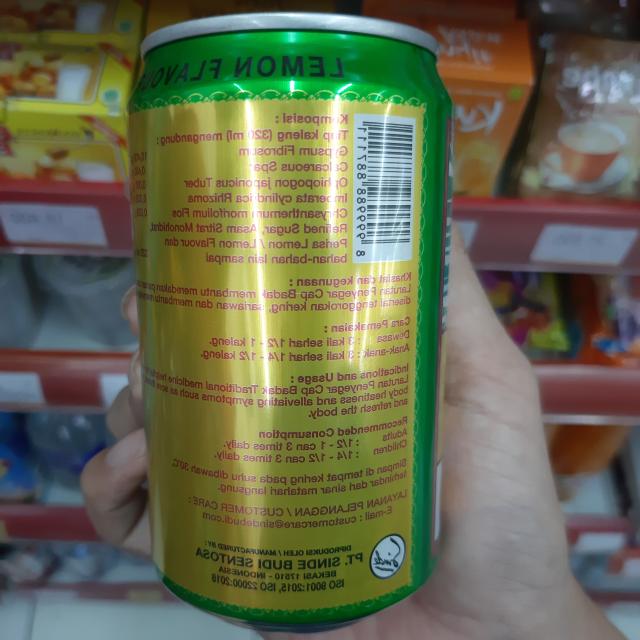 LEMON FLAVOU
Komposisi :
Tiap kaleng (320 ml) mengandung :
Gypsum Fibrosum
Calcareous Spar
Ophiopogon japonicus Tuber
Imperata cylindrica Rhizoma
Chrysanthemum morifolium Flos
Refined Sugar, Asam Sitrat Monohidrat,
Perisa Lemon / Lemon Flavour dan
bahan-bahan lain sampai
8 998888 711171
Khasiat dan kegunaan :
Larutan Penyegar Cap Badak membantu meredakan panas
disertai tenggorokan kering, sariawan, dan membantu
Cara Pemakaian :
Dewasa : 3 kali sehari 1/2 - 1 kaleng.
Anak-anak : 3 kali sehari 1/4 - 1/2 kaleng.
Indications and Usage :
Larutan Penyegar Cap Badak Traditional medicine
body heatiness and alleviating symptoms such as sore
and refresh the body.
Recommended Consumption
Adults : 1/2 - 1 can 3 times daily.
Children : 1/4 - 1/2 can 3 times daily.
Simpan di tempat kering pada suhu dibawah 30°C
Terhindar dari sinar matahari langsung.
LAYANAN PELANGGAN / CUSTOMER CARE :
E-mail : customercare@sindebudi.com
DIPRODUKSI OLEH / MANUFACTURED BY :
PT. SINDE BUDI SENTOSA
BEKASI 17510 - INDONESIA
ISO 9001:2015, ISO 22000:2018
Sinde